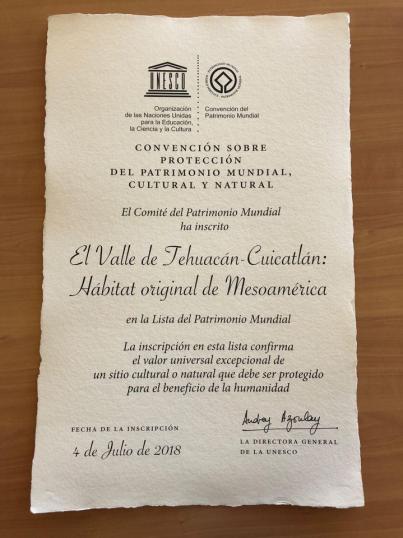 UNESCO
Organización
de las Naciones Unidas
para la Educación,
la Ciencia y la Cultura
Convención del
Patrimonio Mundial
CONVENCIÓN SOBRE
PROTECCIÓN
DEL PATRIMONIO MUNDIAL,
CULTURAL Y NATURAL
El Comité del Patrimonio Mundial
ha inscrito
El Valle de Tehuacán-Cuicatlán:
Hábitat original de Mesoamérica
en la Lista del Patrimonio Mundial
La inscripción en esta lista confirma
el valor universal excepcional de
un sitio cultural o natural que debe ser protegido
para el beneficio de la humanidad
FECHA DE LA INSCRIPCIÓN
4 de Julio de 2018
Audrey Azoulay
LA DIRECTORA GENERAL
DE LA UNESCO